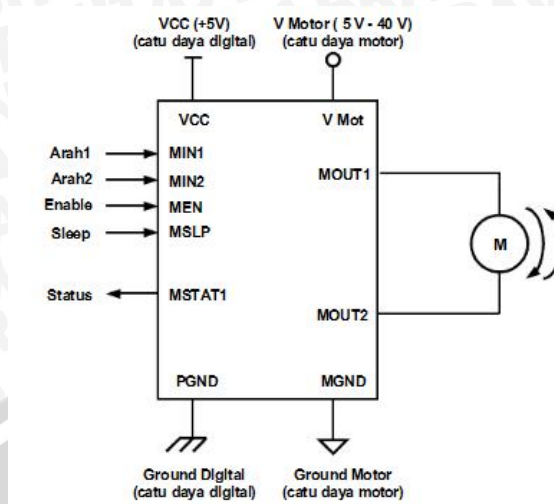 VCC (+5V)
(catu daya digital)
V Motor ( 5 V - 40 V)
(catu daya motor)
VCC
V Mot
Arah1
MIN1
Arah2
MIN2
Enable
MEN
Sleep
MSLP
MOUT1
M
Status
MSTAT1
MOUT2
PGND
MGND
Ground Digital
(catu daya digital)
Ground Motor
(catu daya motor)